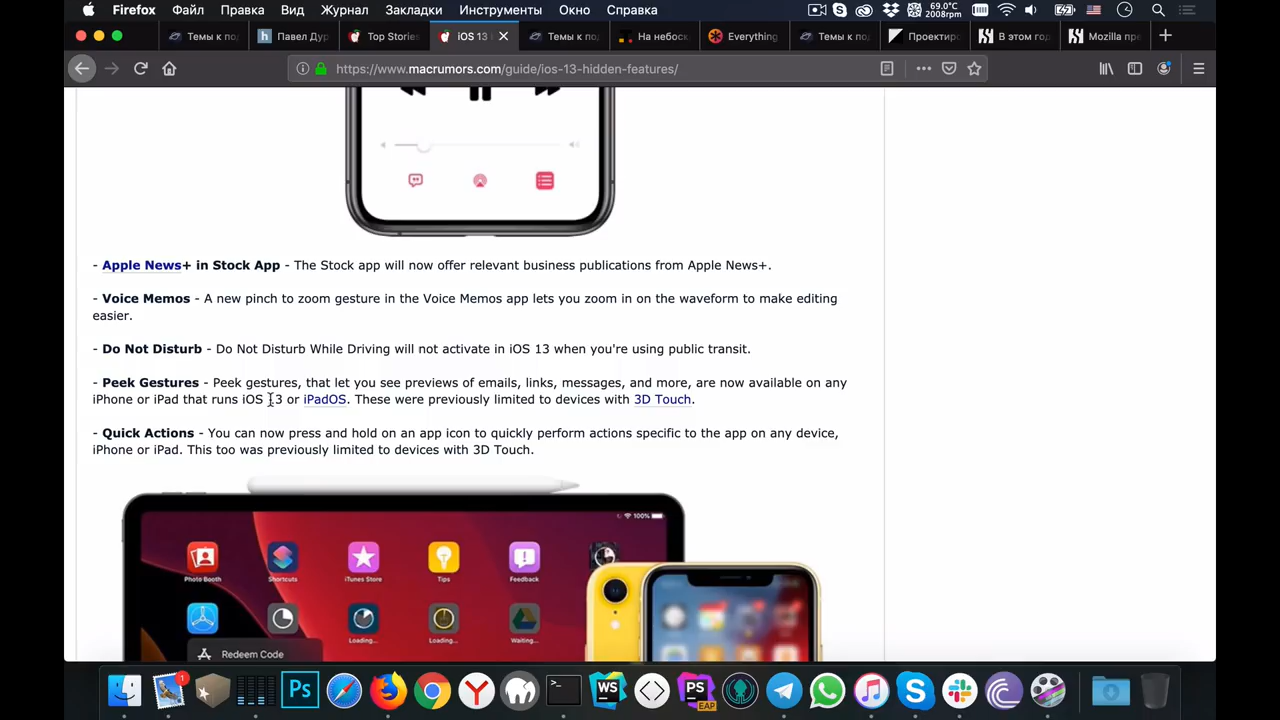 Firefox Файл Правка Вид Журнал Закладки Инструменты Окно Справка
69.0°C
2008rpm
Темы к по
Павел Дур
Top Stories
iOS 13
Темы к по
На небоск
Everything
Темы к по
Проектиро
В этом год
Mozilla пре
https://www.macrumors.com/guide/ios-13-hidden-features/
- Apple News+ in Stock App - The Stock app will now offer relevant business publications from Apple News+.
- Voice Memos - A new pinch to zoom gesture in the Voice Memos app lets you zoom in on the waveform to make editing
easier.
- Do Not Disturb - Do Not Disturb While Driving will not activate in iOS 13 when you're using public transit.
- Peek Gestures - Peek gestures, that let you see previews of emails, links, messages, and more, are now available on any
iPhone or iPad that runs iOS 13 or iPadOS. These were previously limited to devices with 3D Touch.
- Quick Actions - You can now press and hold on an app icon to quickly perform actions specific to the app on any device,
iPhone or iPad. This too was previously limited to devices with 3D Touch.
100%
Photo Booth Shortcuts iTunes Store Tips Feedback
Loading... Loading... Waiting...
Redeem Code
1
Ps
WS
PS
EAP